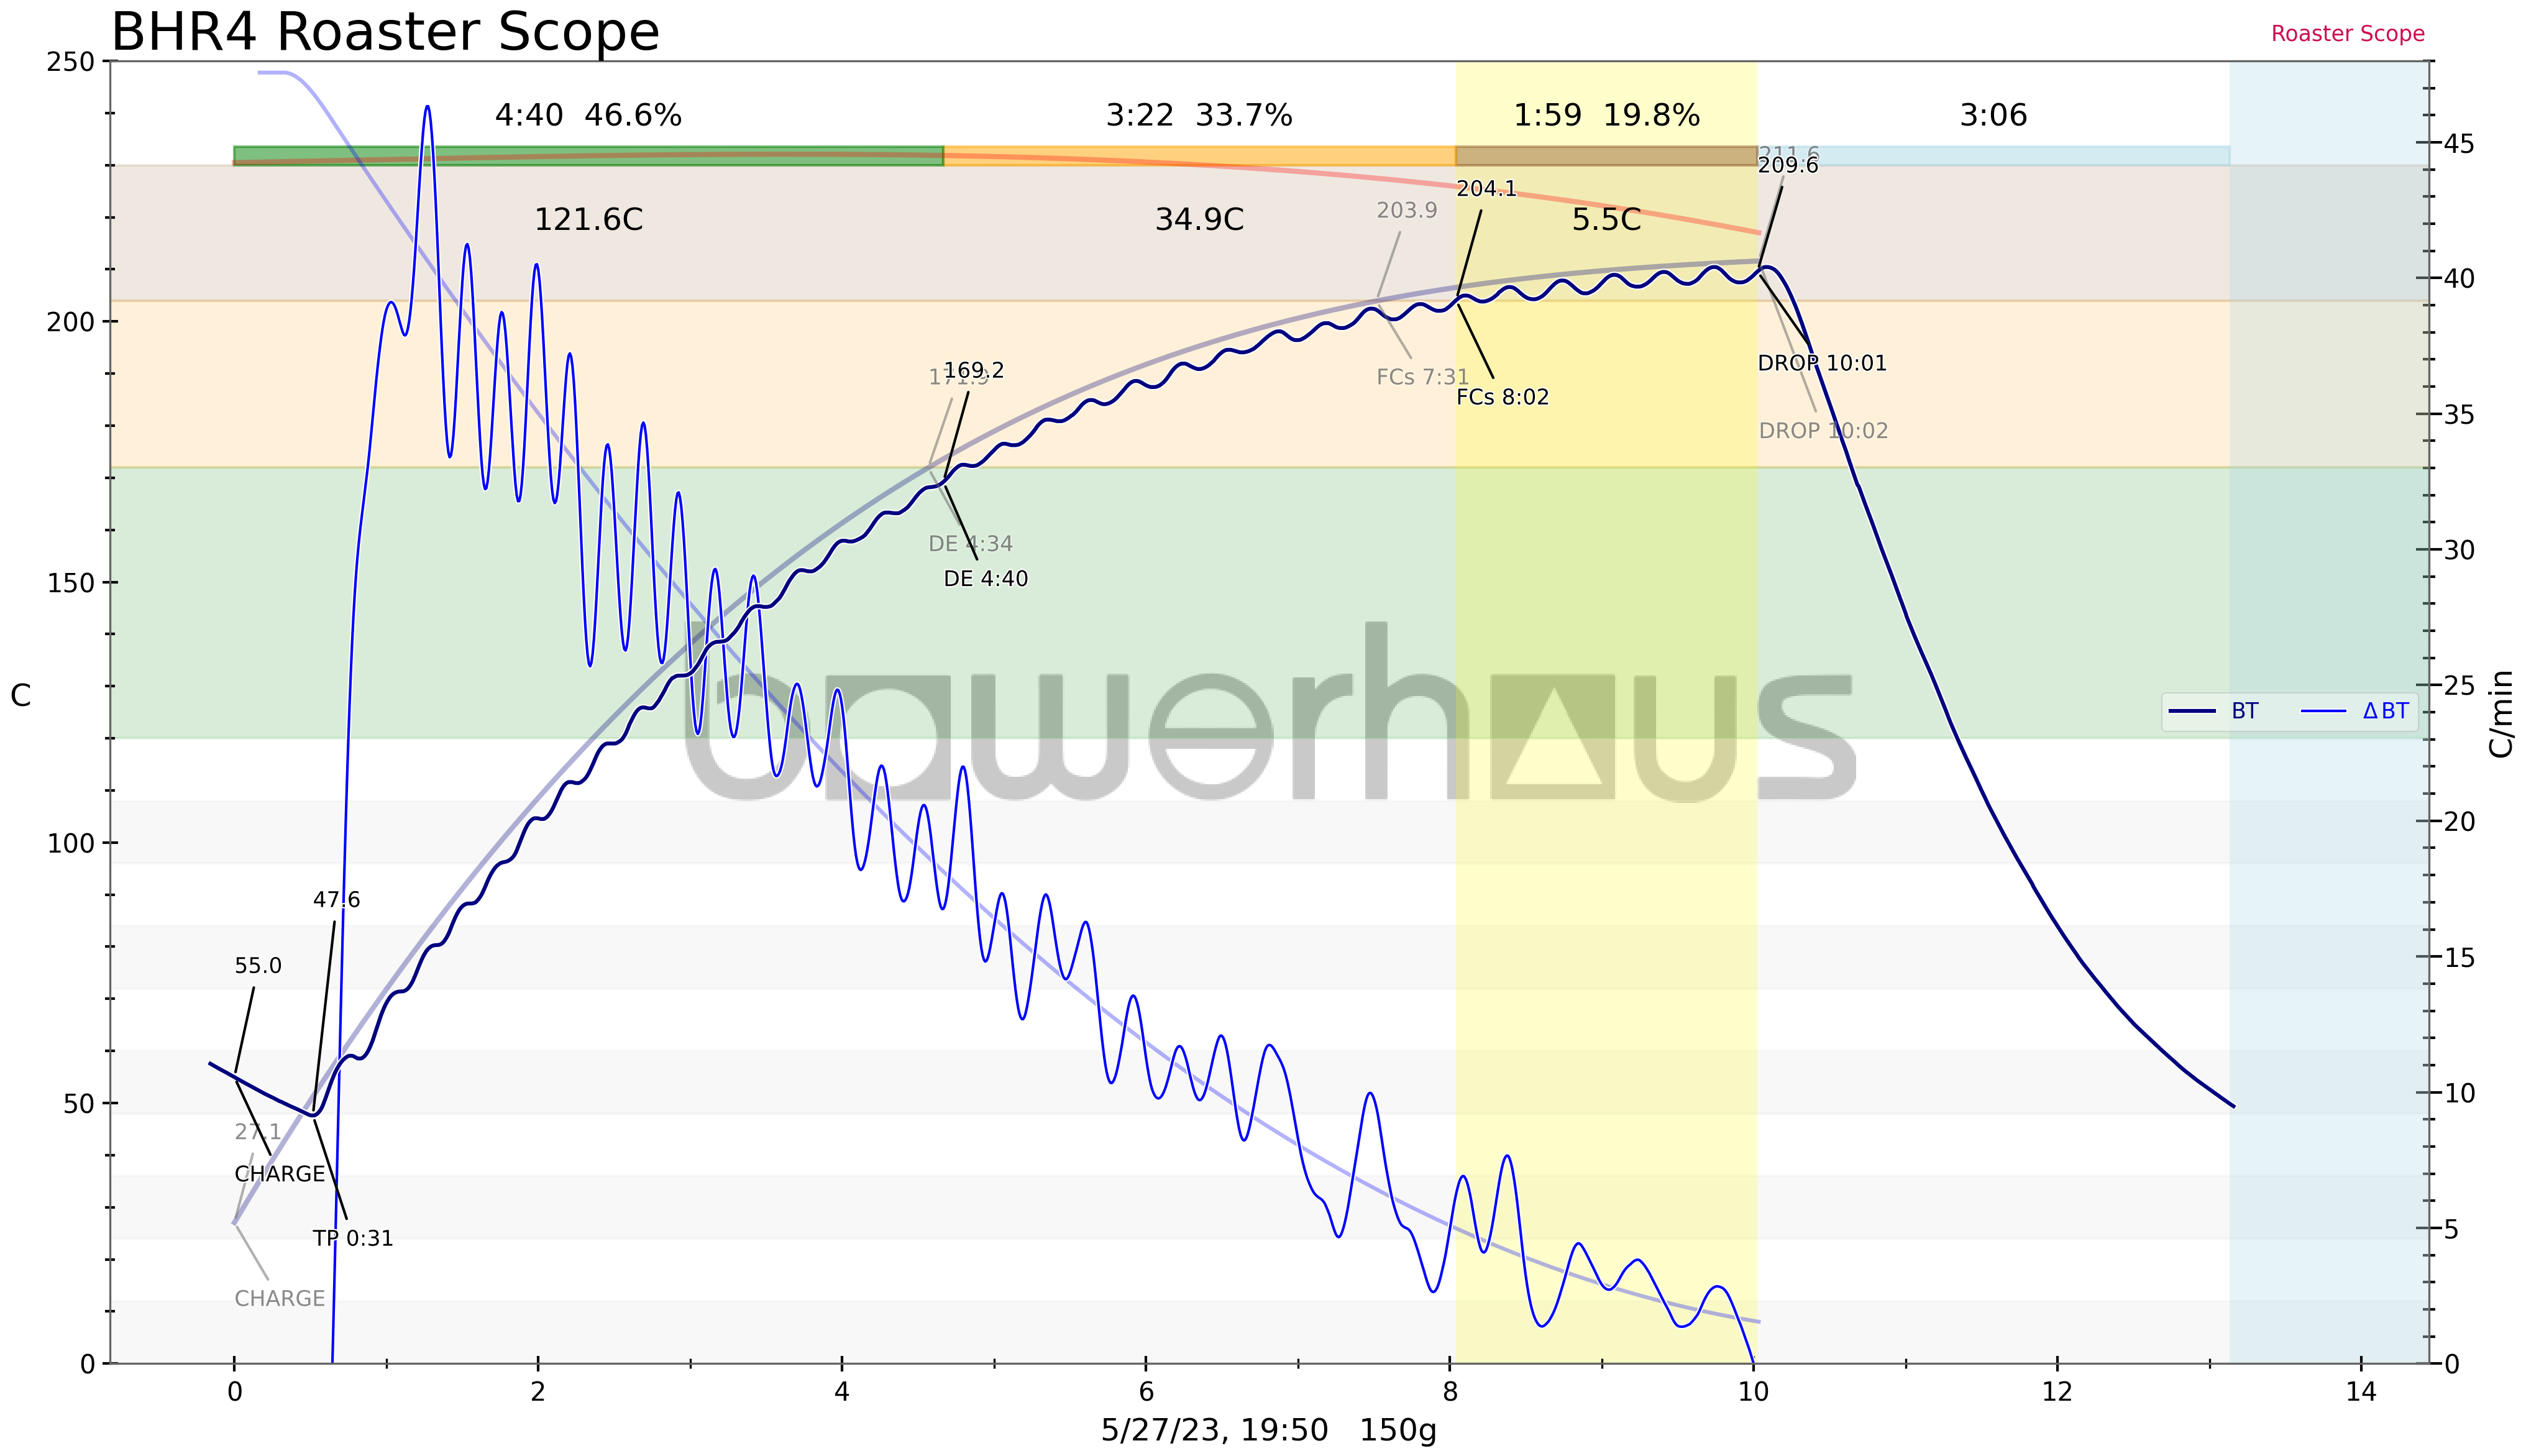 BHR4 Roaster Scope
Roaster Scope
250
200
150
100
50
0
C
4:40 46.6%
3:22 33.7%
1:59 19.8%
3:06
121.6C
34.9C
5.5C
211.6
209.6
204.1
203.9
171.9
169.2
FCs 7:31
FCs 8:02
DROP 10:01
DROP 10:02
DE 4:34
DE 4:40
47.6
55.0
27.1
CHARGE
TP 0:31
CHARGE
bowerhaus
BT
ΔBT
45
40
35
30
25
20
15
10
5
0
C/min
0
2
4
6
8
10
12
14
5/27/23, 19:50 150g